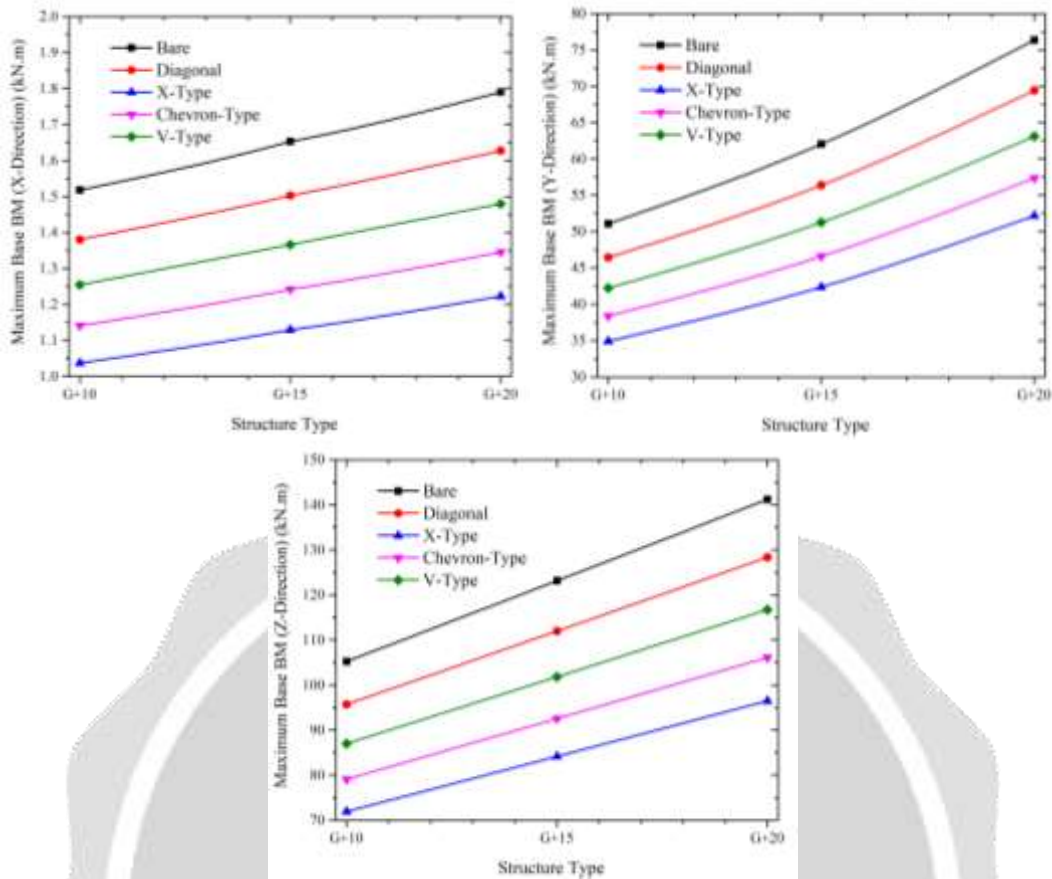 Maximum Base BM (X-Direction) (kN.m)
2.0
1.9
1.8
1.7
1.6
1.5
1.4
1.3
1.2
1.1
1.0
Bare
Diagonal
X-Type
Chevron-Type
V-Type
G+10
G+15
G+20
Structure Type
Maximum Base BM (Y-Direction) (kN.m)
80
75
70
65
60
55
50
45
40
35
30
Bare
Diagonal
X-Type
Chevron-Type
V-Type
G+10
G+15
G+20
Structure Type
Maximum Base BM (Z-Direction) (kN.m)
150
140
130
120
110
100
90
80
70
Bare
Diagonal
X-Type
Chevron-Type
V-Type
G+10
G+15
G+20
Structure Type